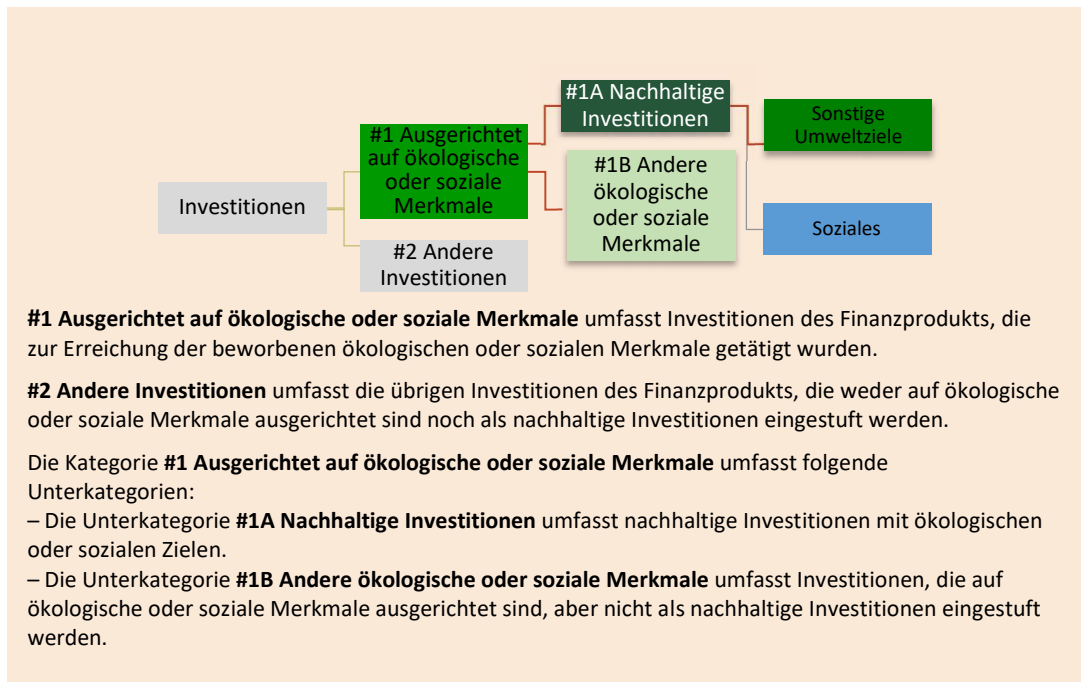 #1A Nachhaltige
Investitionen
Sonstige
Umweltziele
#1 Ausgerichtet
auf ökologische
oder soziale
Merkmale
#1B Andere
ökologische
oder soziale
Merkmale
Investitionen
Soziales
#2 Andere
Investitionen
#1 Ausgerichtet auf ökologische oder soziale Merkmale umfasst Investitionen des Finanzprodukts, die
zur Erreichung der beworbenen ökologischen oder sozialen Merkmale getätigt wurden.
#2 Andere Investitionen umfasst die übrigen Investitionen des Finanzprodukts, die weder auf ökologische
oder soziale Merkmale ausgerichtet sind noch als nachhaltige Investitionen eingestuft werden.
Die Kategorie #1 Ausgerichtet auf ökologische oder soziale Merkmale umfasst folgende
Unterkategorien:
– Die Unterkategorie #1A Nachhaltige Investitionen umfasst nachhaltige Investitionen mit ökologischen
oder sozialen Zielen.
– Die Unterkategorie #1B Andere ökologische oder soziale Merkmale umfasst Investitionen, die auf
ökologische oder soziale Merkmale ausgerichtet sind, aber nicht als nachhaltige Investitionen eingestuft
werden.